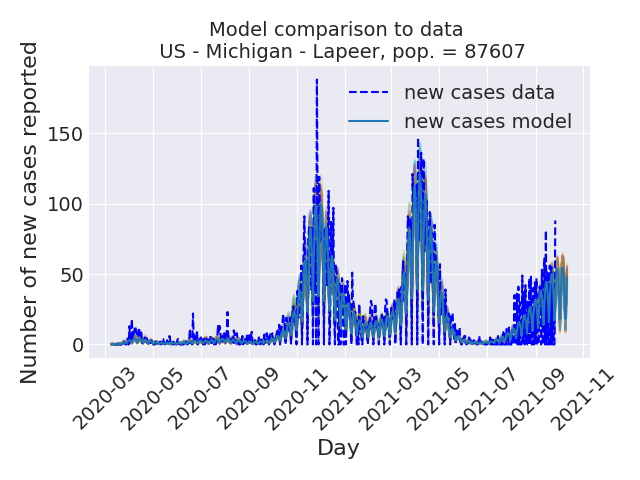 Model comparison to data
US - Michigan - Lapeer, pop. = 87607
Number of new cases reported
150
100
50
0
new cases data
new cases model
2020-03
2020-05
2020-07
2020-09
2020-11
2021-01
2021-03
2021-05
2021-07
2021-09
2021-11
Day